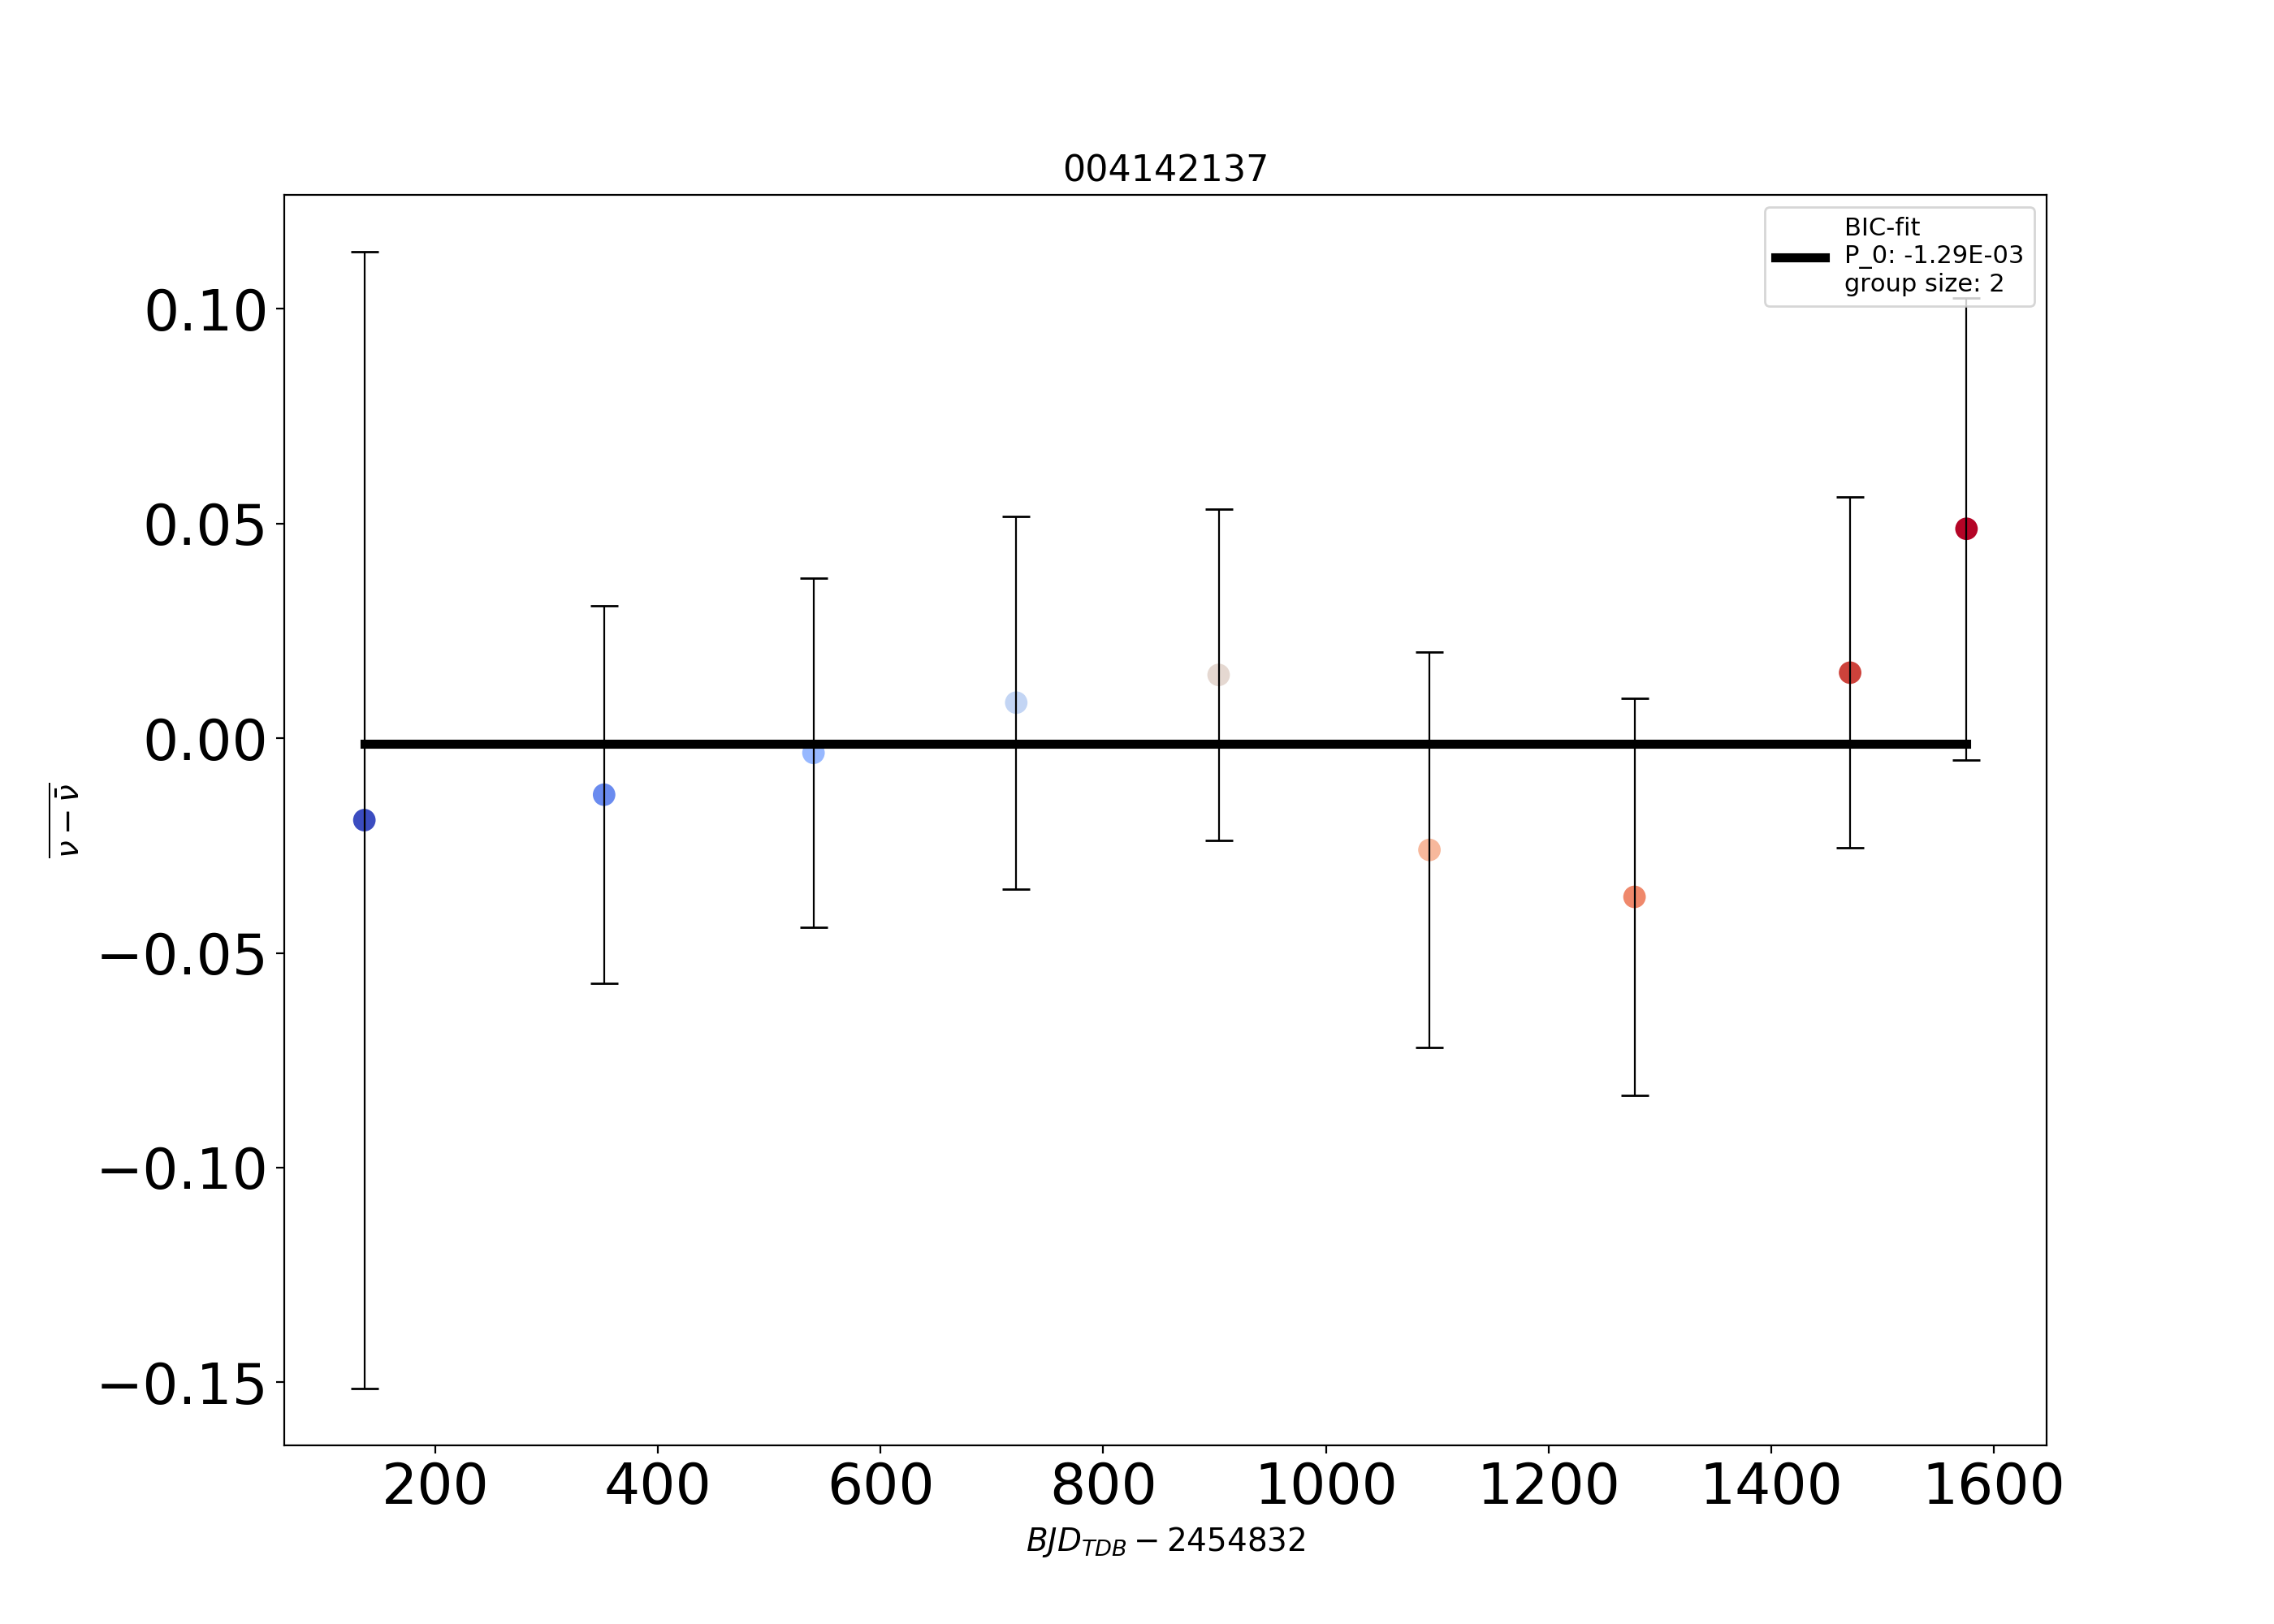 004142137
BIC-fit
P_0: -1.29E-03
group size: 2
0.10
0.05
0.00
−0.05
−0.10
−0.15
ν − ν̄
200 400 600 800 1000 1200 1400 1600
BJD_TDB − 2454832